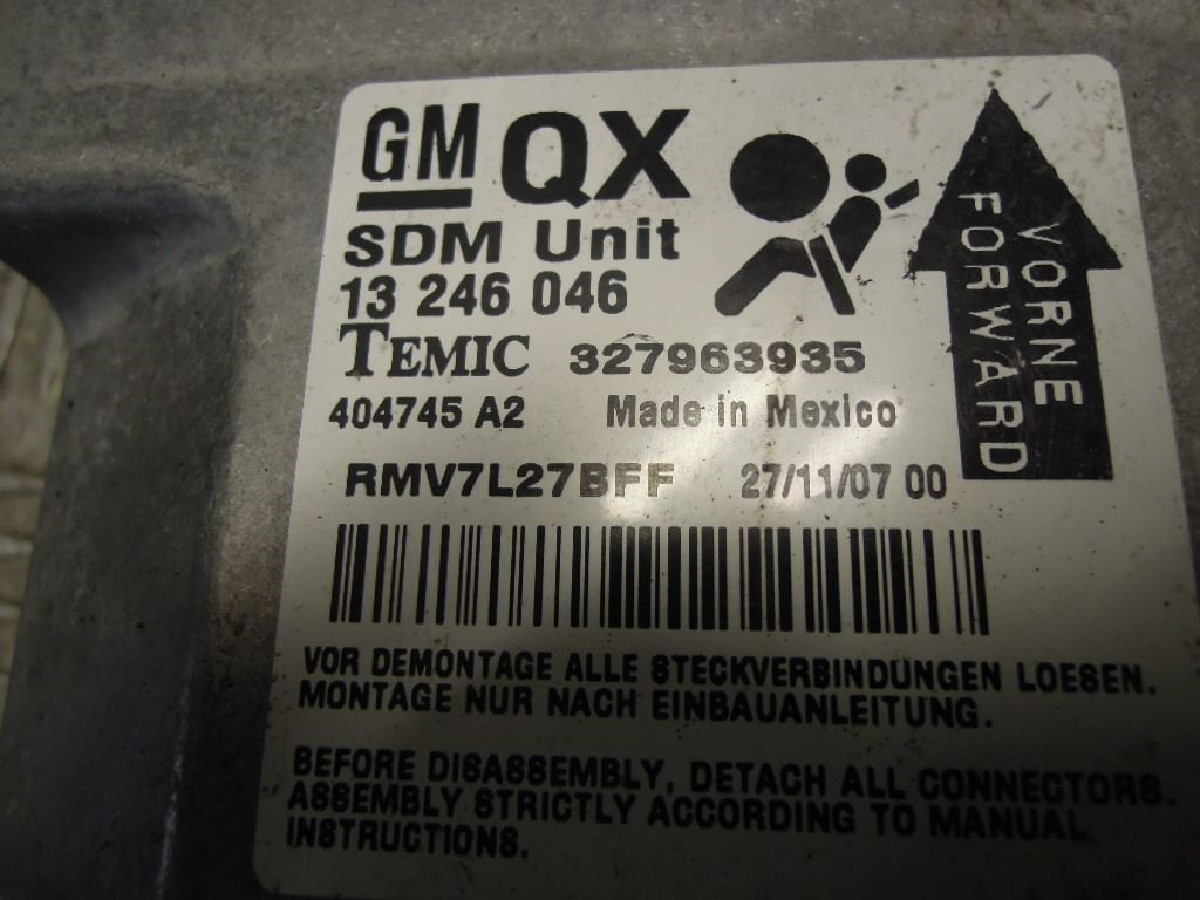 GM QX
SDM Unit
13 246 046
TEMIC 327963935
404745 A2 Made in Mexico
RMV7L27BFF 27/11/07 00
VORNE
FORWARD
VOR DEMONTAGE ALLE STECKVERBINDUNGEN LOESEN.
MONTAGE NUR NACH EINBAUANLEITUNG.
BEFORE DISASSEMBLY, DETACH ALL CONNECTORS.
ASSEMBLY STRICTLY ACCORDING TO MANUAL
INSTRUCTIONS.